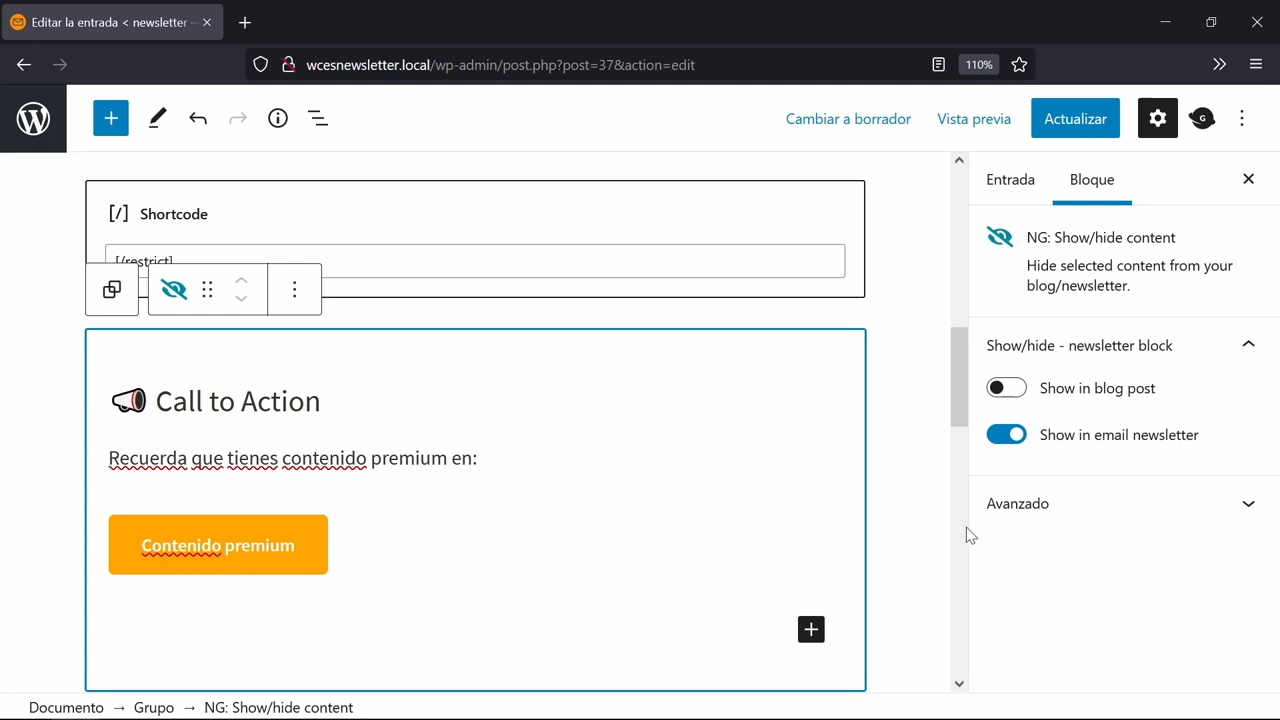 Editar la entrada < newsletter –
wcesnewsletter.local/wp-admin/post.php?post=37&action=edit
110%
Cambiar a borrador
Vista previa
Actualizar
G
[/] Shortcode
[/restrict]
Call to Action
Recuerda que tienes contenido premium en:
Contenido premium
Entrada
Bloque
NG: Show/hide content
Hide selected content from your
blog/newsletter.
Show/hide - newsletter block
Show in blog post
Show in email newsletter
Avanzado
Documento → Grupo → NG: Show/hide content